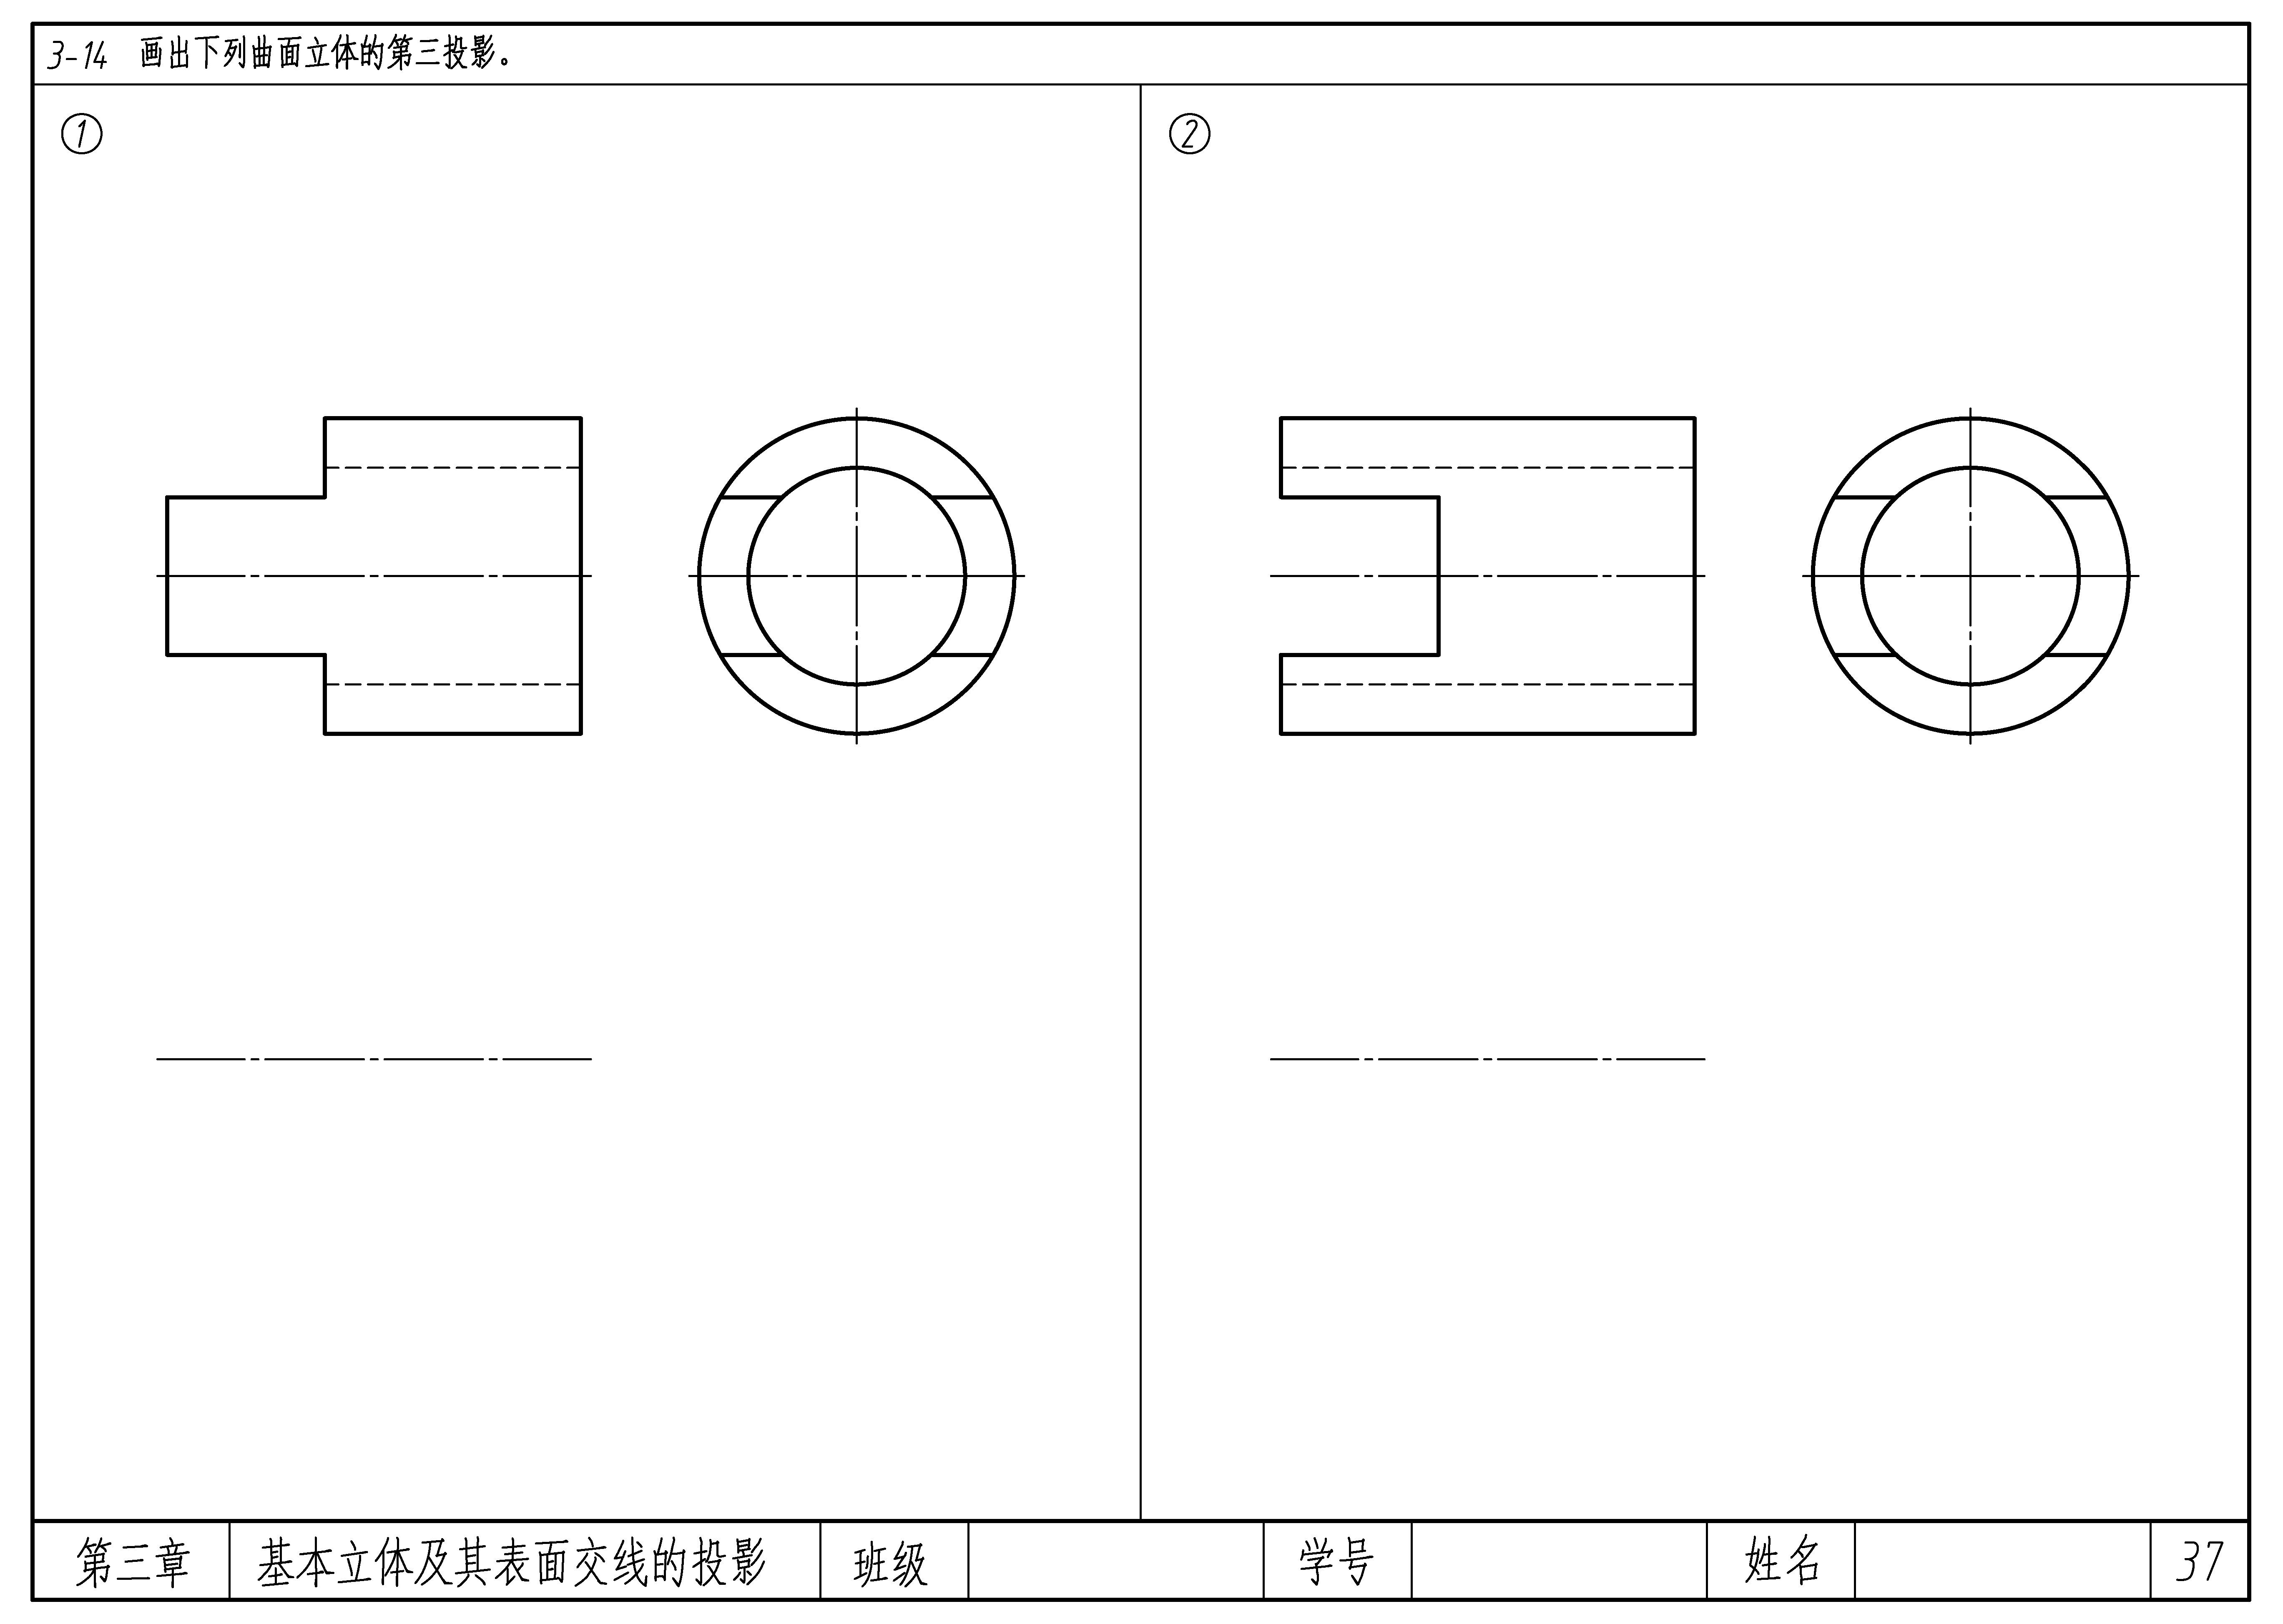 3-14 画出下列曲面立体的第三投影。
①
②
第三章 基本立体及其表面交线的投影 班级 学号 姓名 37